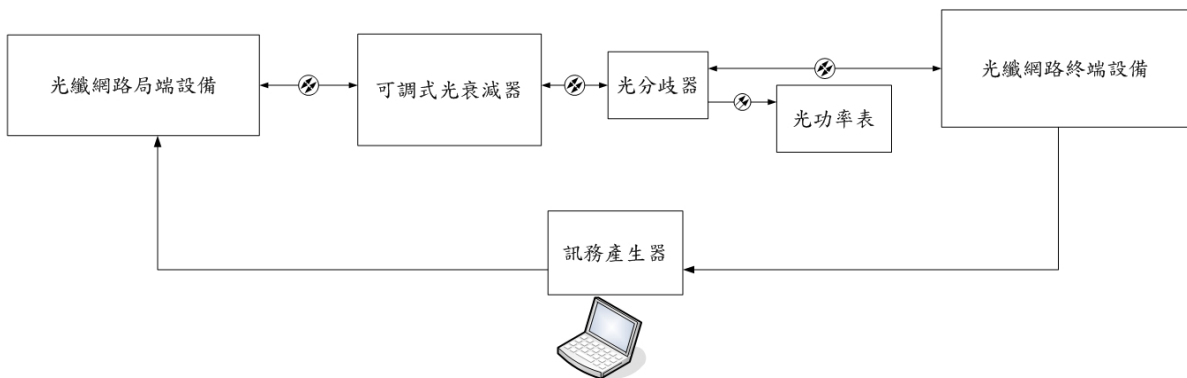 光纖網路局端設備
可調式光衰減器
光分歧器
光纖網路終端設備
光功率表
訊務產生器